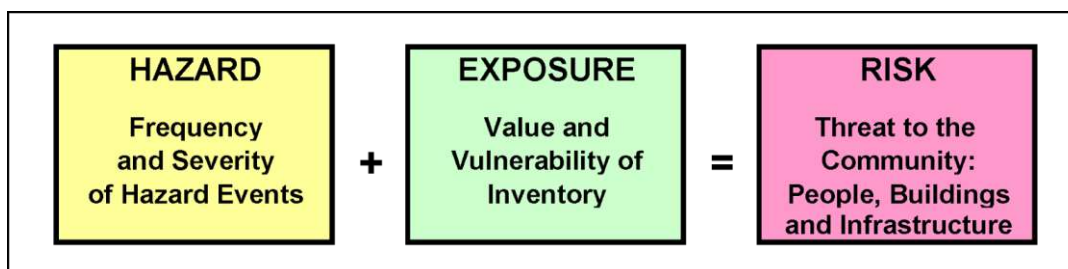 HAZARD
Frequency
and Severity
of Hazard Events
+
EXPOSURE
Value and
Vulnerability of
Inventory
=
RISK
Threat to the
Community:
People, Buildings
and Infrastructure